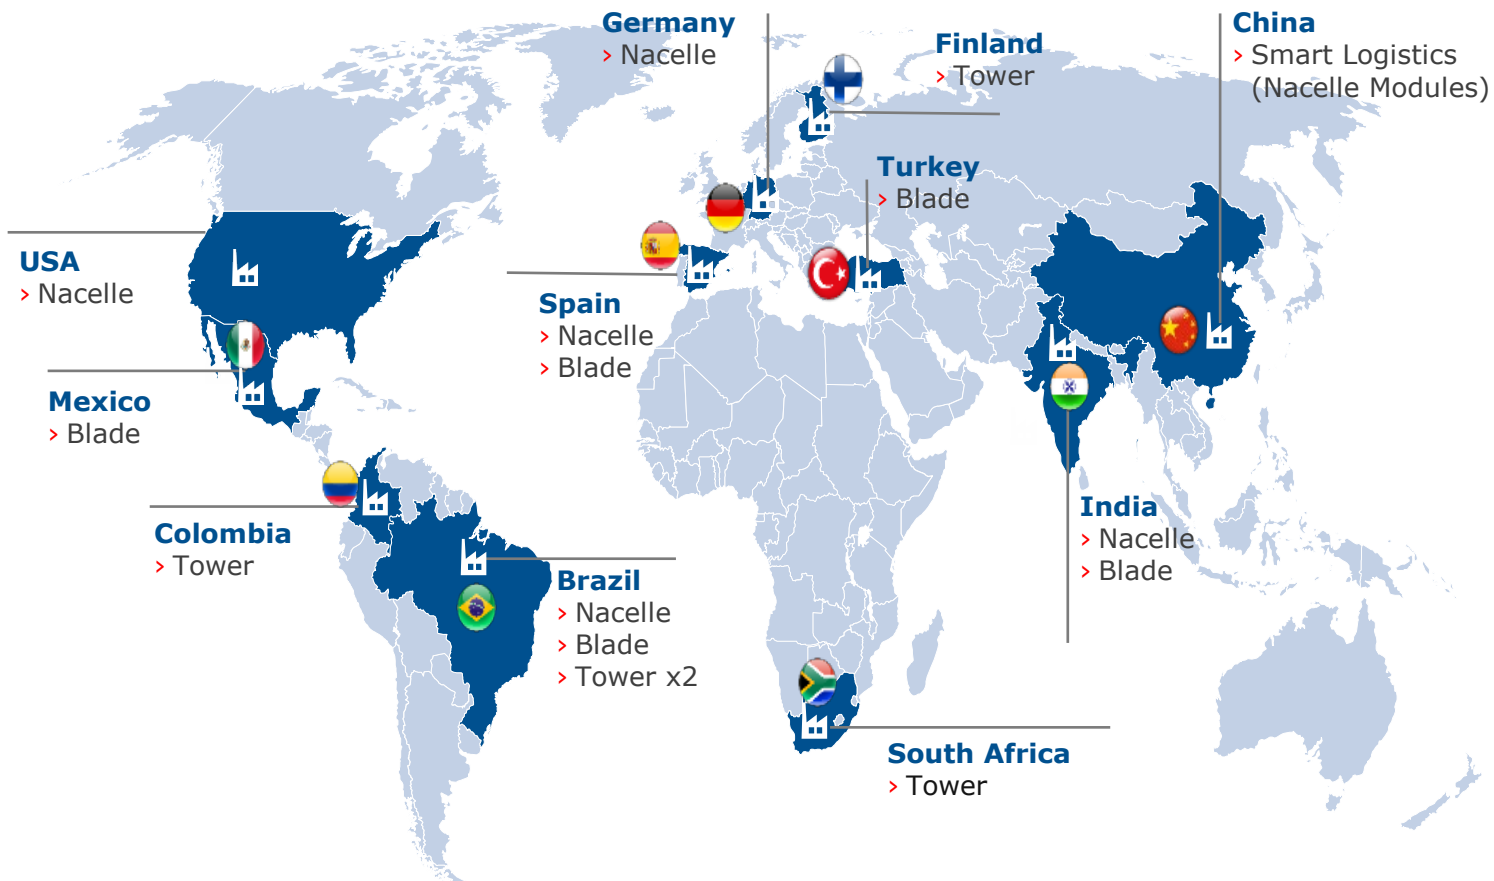 Germany
› Nacelle
Finland
› Tower
China
› Smart Logistics
(Nacelle Modules)
Turkey
› Blade
USA
› Nacelle
Spain
› Nacelle
› Blade
Mexico
› Blade
Colombia
› Tower
Brazil
› Nacelle
› Blade
› Tower x2
India
› Nacelle
› Blade
South Africa
› Tower